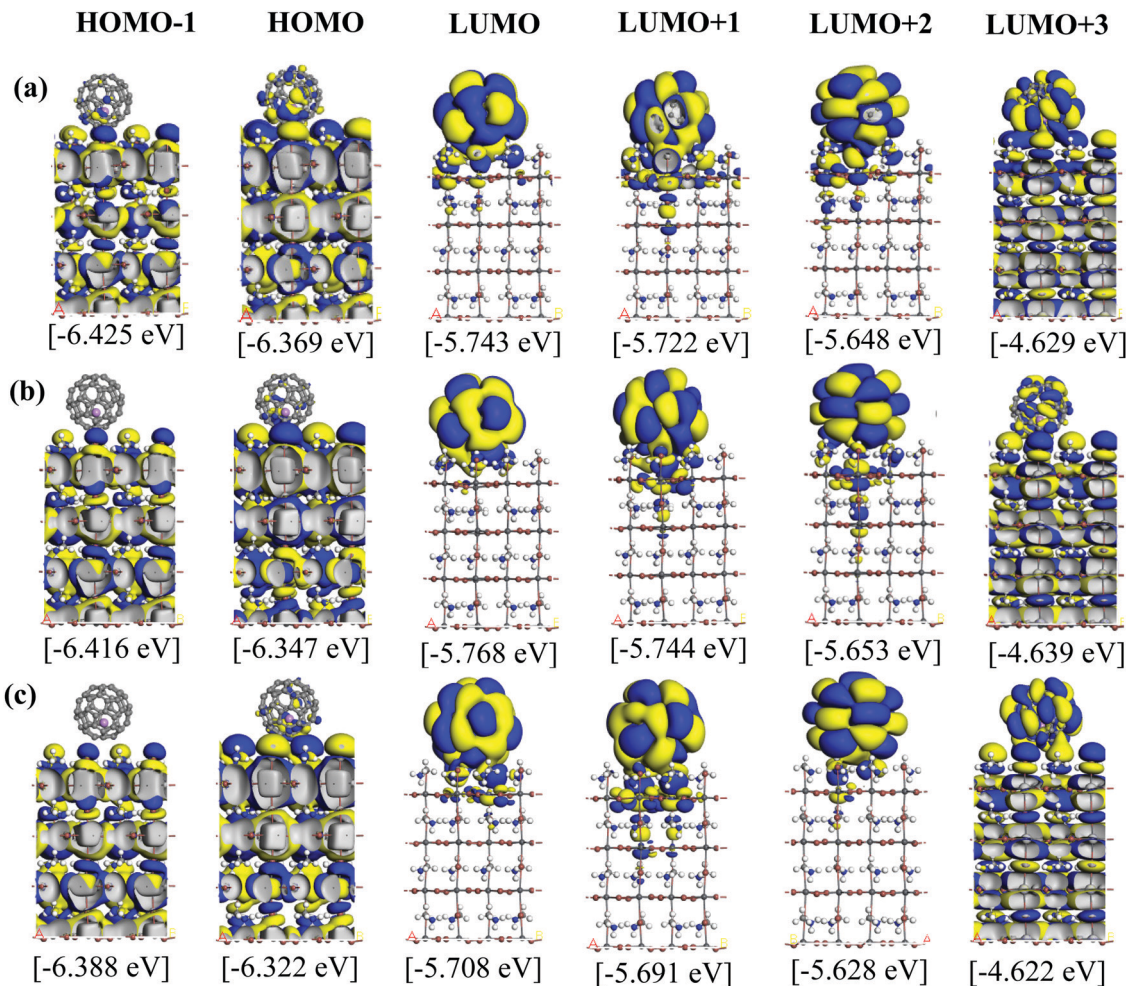 HOMO-1 HOMO LUMO LUMO+1 LUMO+2 LUMO+3
(a)
A B A B
[-6.425 eV] [-6.369 eV] [-5.743 eV] [-5.722 eV] [-5.648 eV] [-4.629 eV]
(b)
[-6.416 eV] [-6.347 eV] [-5.768 eV] [-5.744 eV] [-5.653 eV] [-4.639 eV]
(c)
A B A B B A
[-6.388 eV] [-6.322 eV] [-5.708 eV] [-5.691 eV] [-5.628 eV] [-4.622 eV]